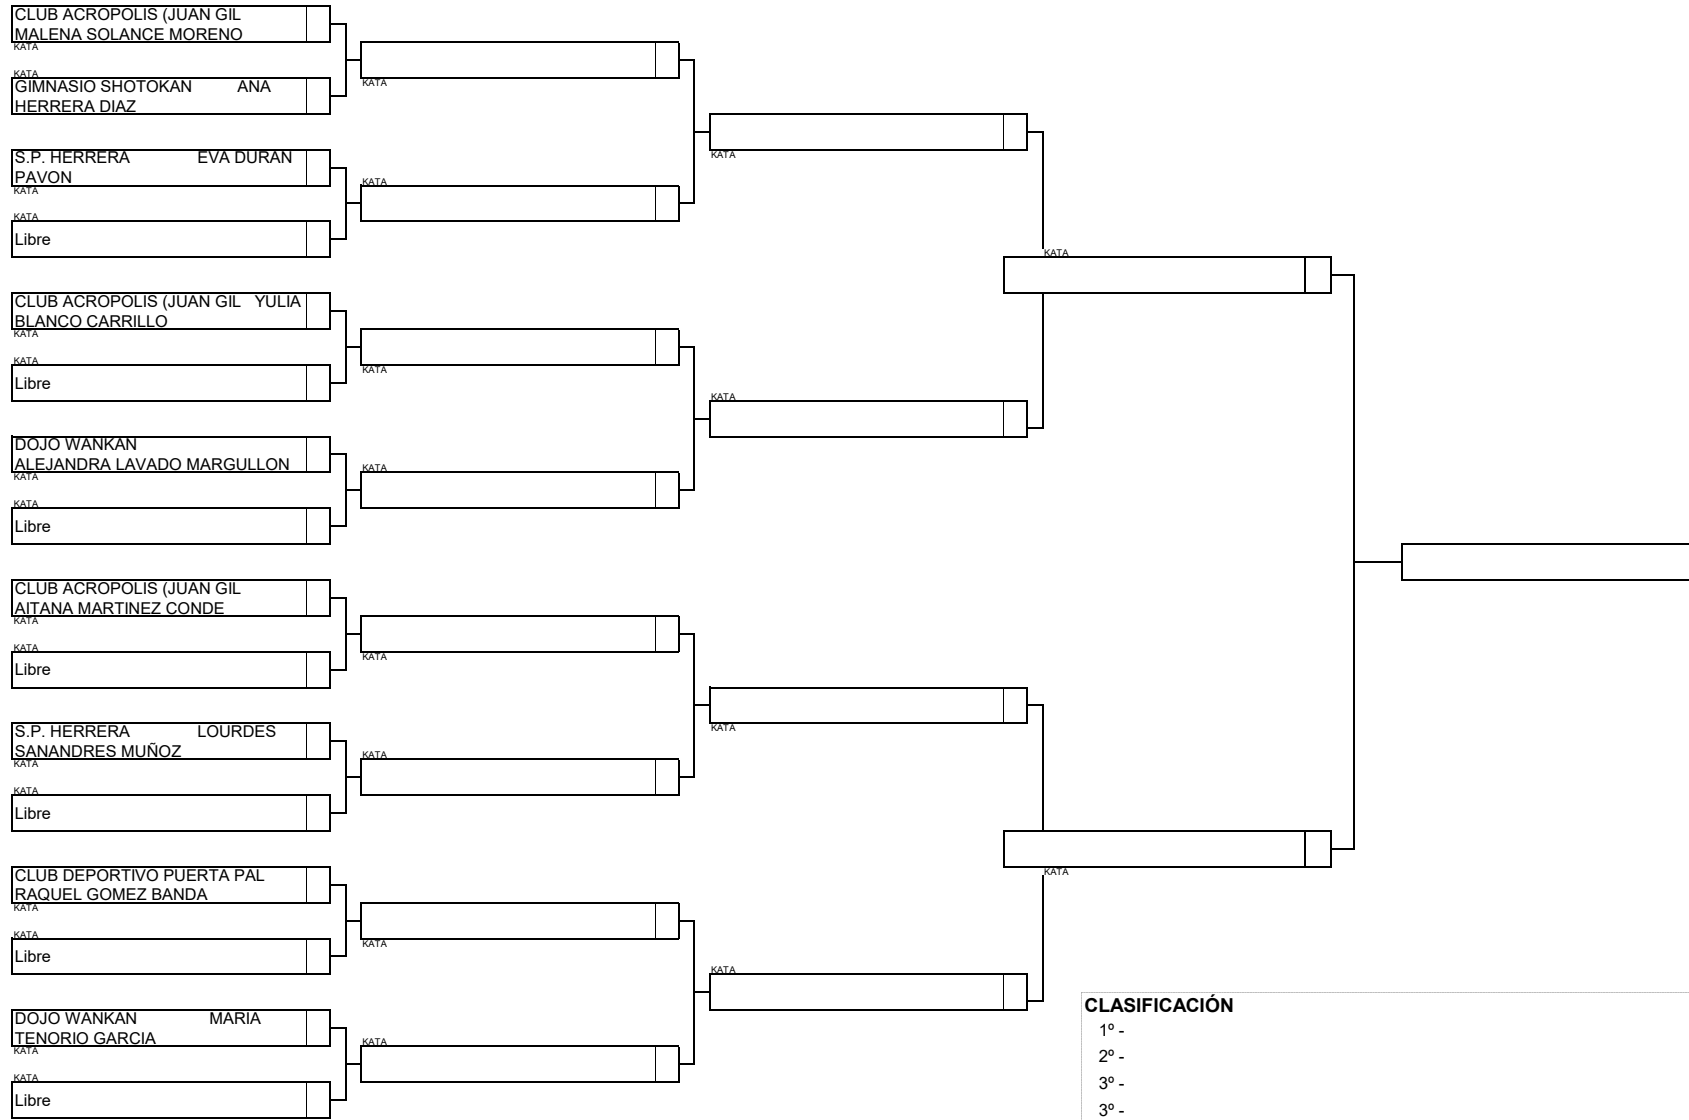 CLUB ACROPOLIS (JUAN GIL
MALENA SOLANCE MORENO
KATA
KATA
GIMNASIO SHOTOKAN ANA
HERRERA DIAZ
S.P. HERRERA EVA DURAN
PAVON
KATA
KATA
Libre
CLUB ACROPOLIS (JUAN GIL YULIA
BLANCO CARRILLO
KATA
KATA
Libre
DOJO WANKAN
ALEJANDRA LAVADO MARGULLON
KATA
KATA
Libre
CLUB ACROPOLIS (JUAN GIL
AITANA MARTINEZ CONDE
KATA
KATA
Libre
S.P. HERRERA LOURDES
SANANDRES MUÑOZ
KATA
KATA
Libre
CLUB DEPORTIVO PUERTA PAL
RAQUEL GOMEZ BANDA
KATA
KATA
Libre
DOJO WANKAN MARIA
TENORIO GARCIA
KATA
KATA
Libre
KATA
KATA
KATA
KATA
KATA
KATA
KATA
KATA
KATA
KATA
KATA
KATA
KATA
KATA
CLASIFICACIÓN
1º -
2º -
3º -
3º -